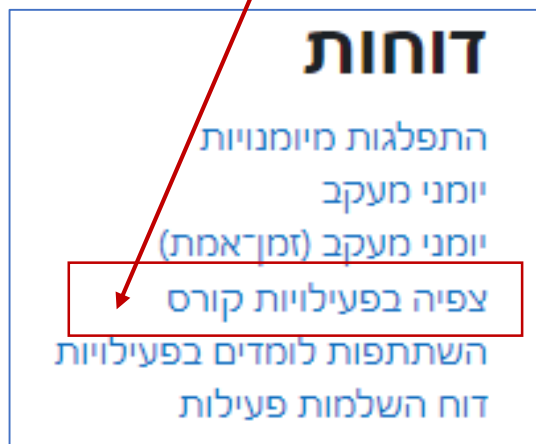 דוחות
התפלגות מיומנויות
יומני מעקב
יומני מעקב (זמן־אמת)
צפיה בפעילויות קורס
השתתפות לומדים בפעילויות
דוח השלמות פעילות